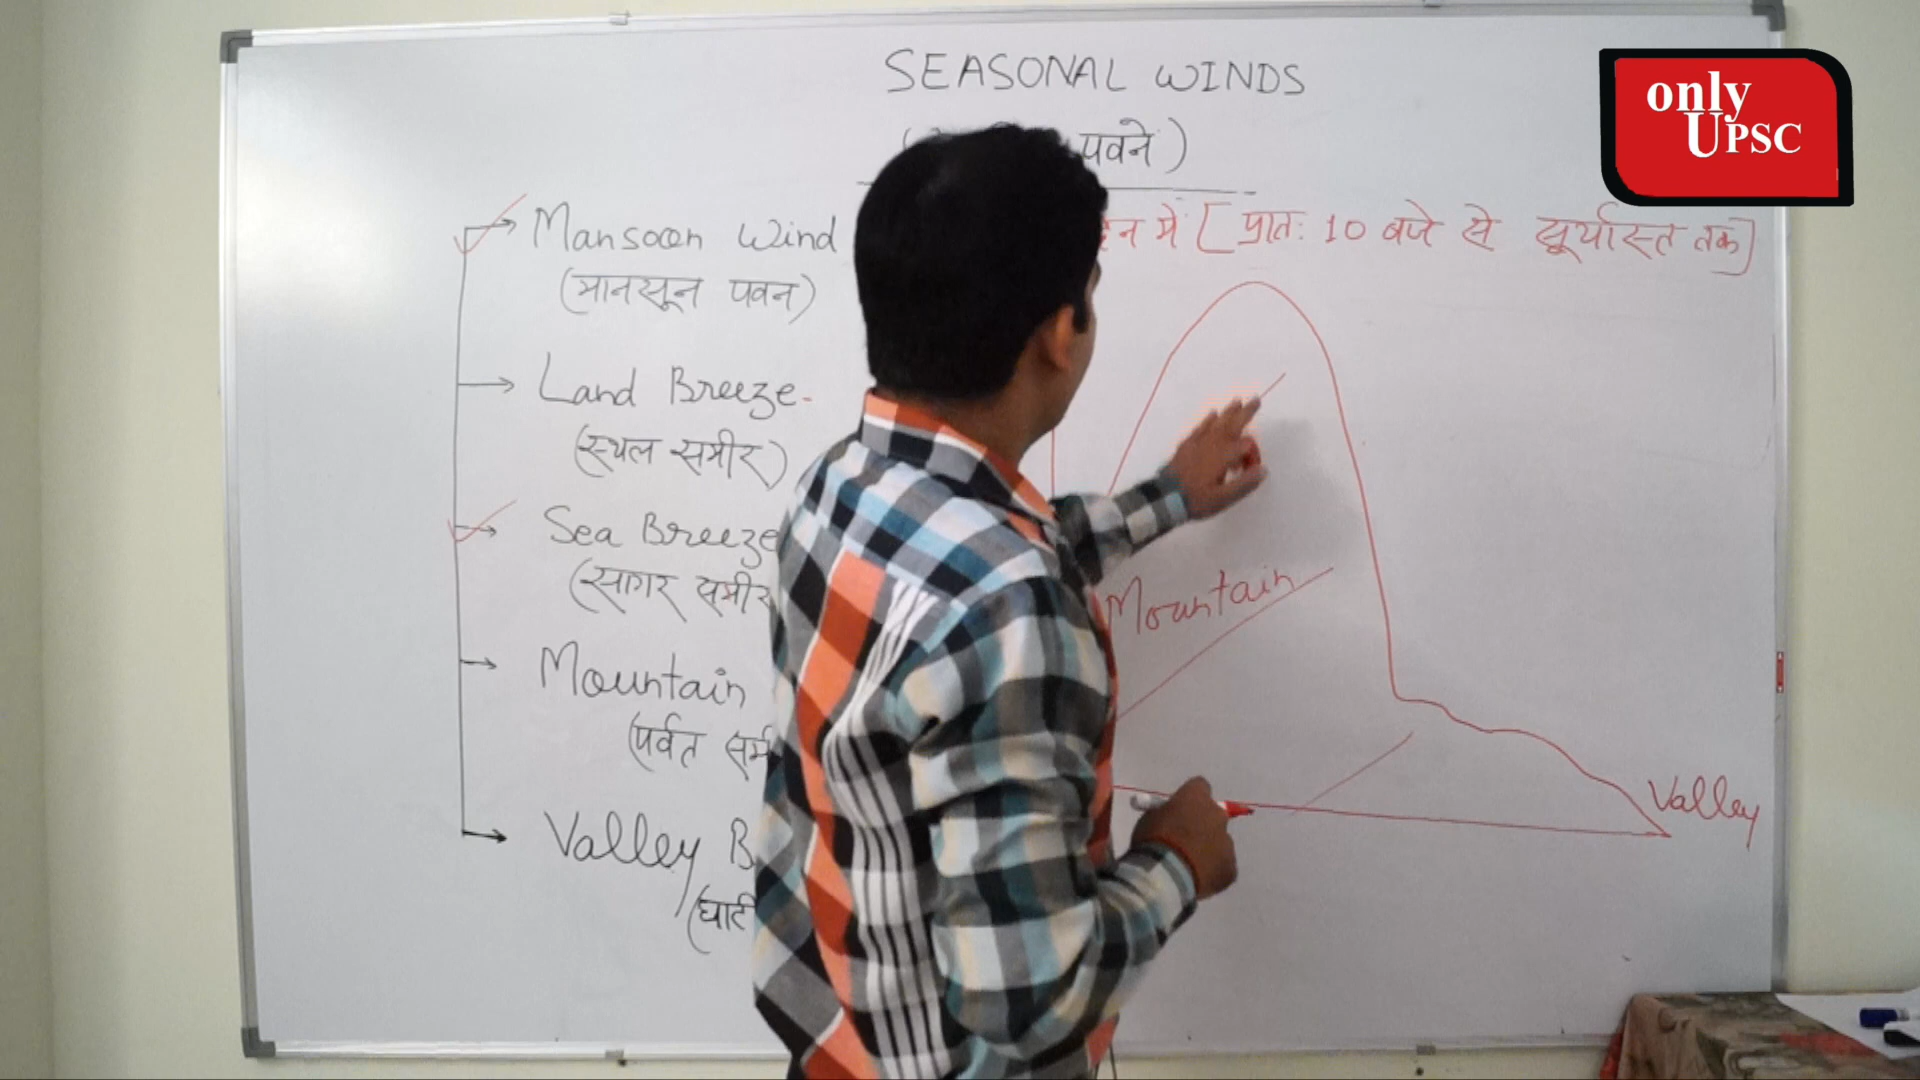 SEASONAL WINDS
पवने)
only
UPSC
Mansoon Wind
में [प्रातः 10 बजे से सूर्यास्त तक]
(मानसून पवन)
Land Breeze-
(स्थल समीर)
Sea Breeze
(सागर समीर
Mountain
Mountain
(पर्वत
Valley
Valley